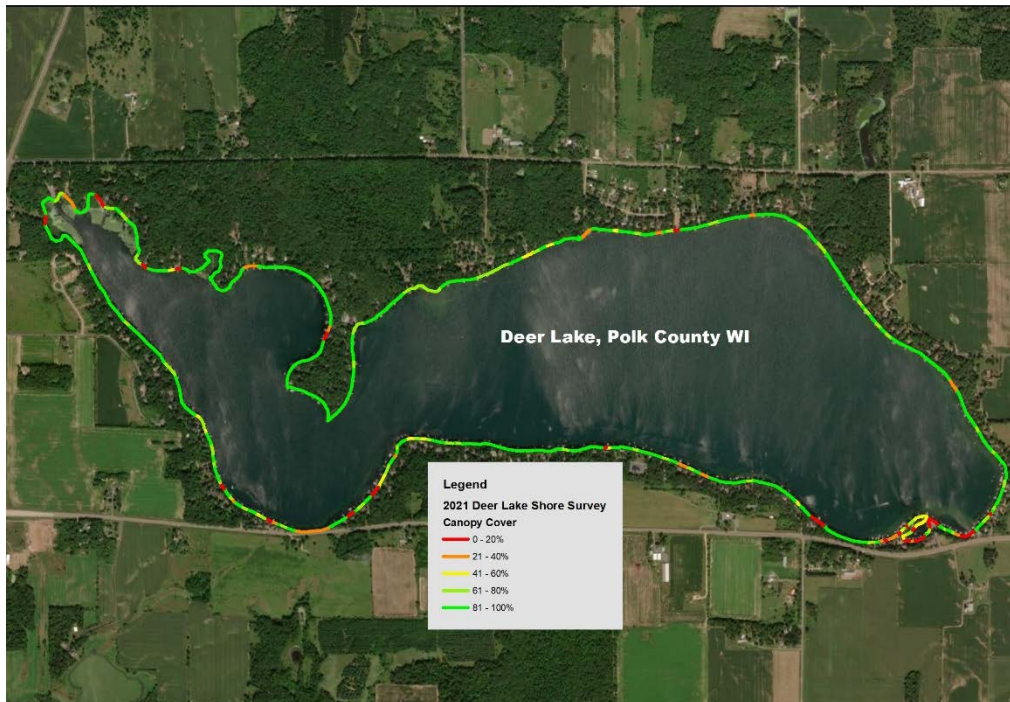 Deer Lake, Polk County WI
Legend
2021 Deer Lake Shore Survey
Canopy Cover
0 - 20%
21 - 40%
41 - 60%
61 - 80%
81 - 100%